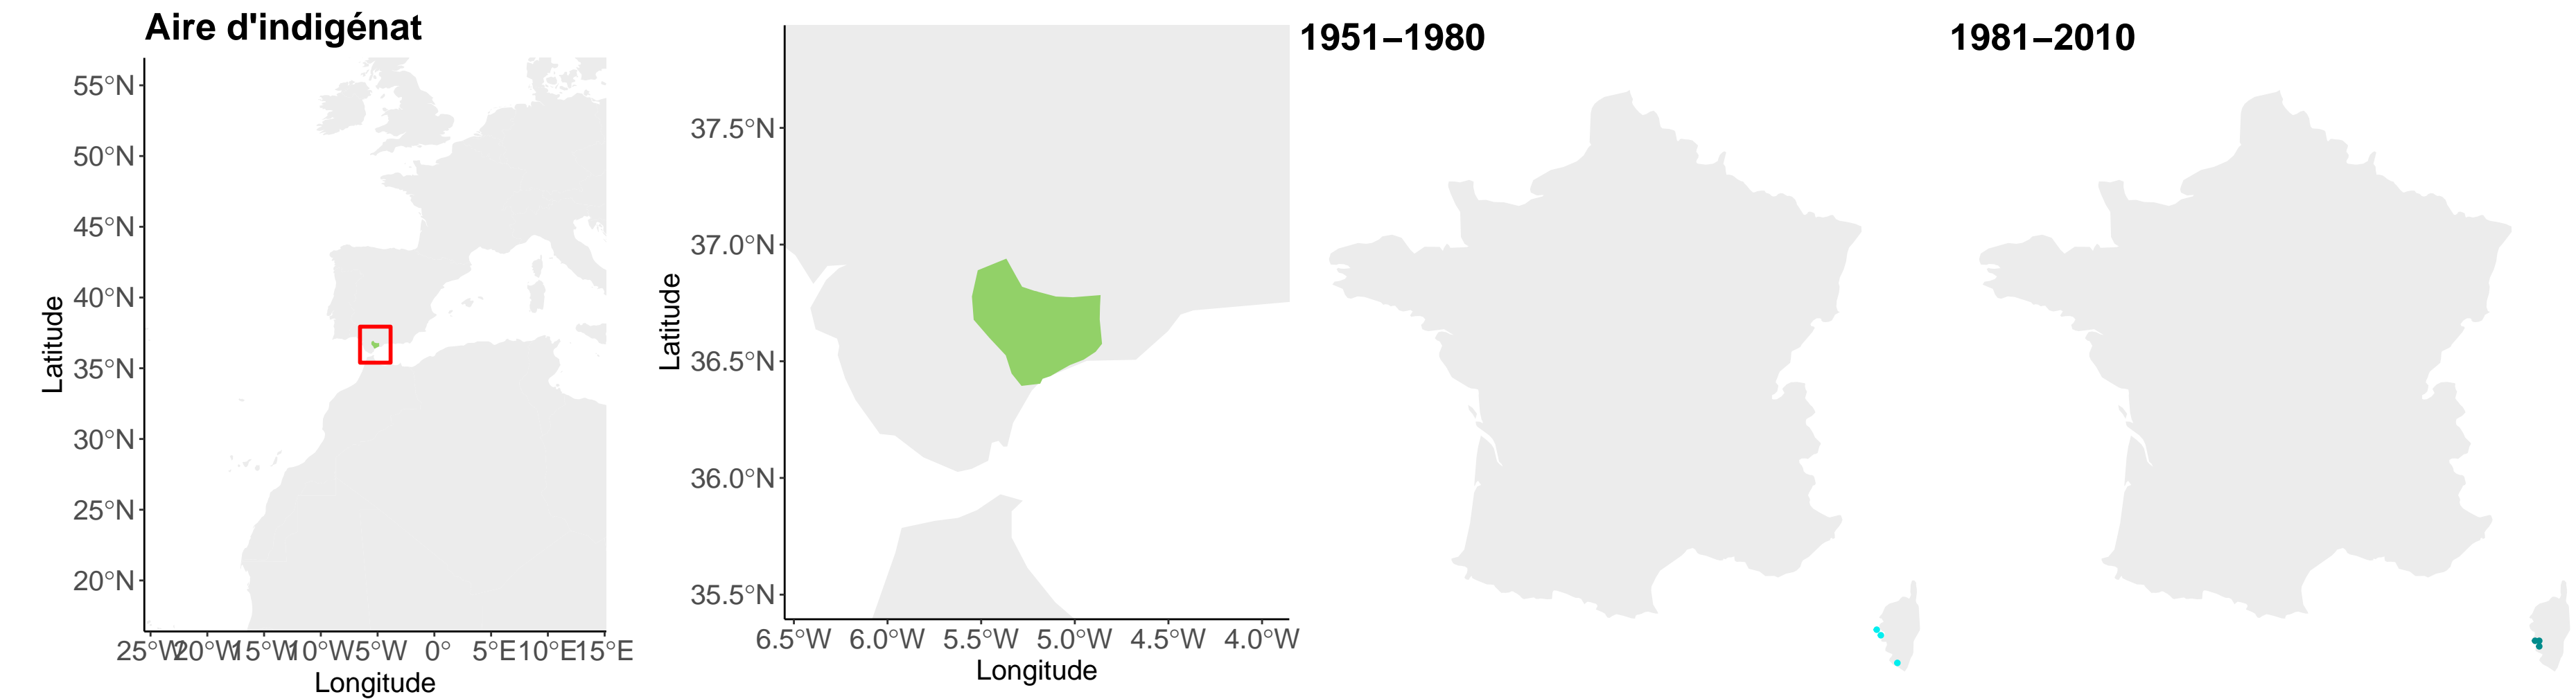 Aire d'indigénat
55°N
50°N
45°N
40°N
35°N
30°N
25°N
20°N
Latitude
25°W 20°W 15°W 10°W 5°W 0° 5°E 10°E 15°E
Longitude
37.5°N
37.0°N
36.5°N
36.0°N
35.5°N
Latitude
6.5°W 6.0°W 5.5°W 5.0°W 4.5°W 4.0°W
Longitude
1951–1980
1981–2010